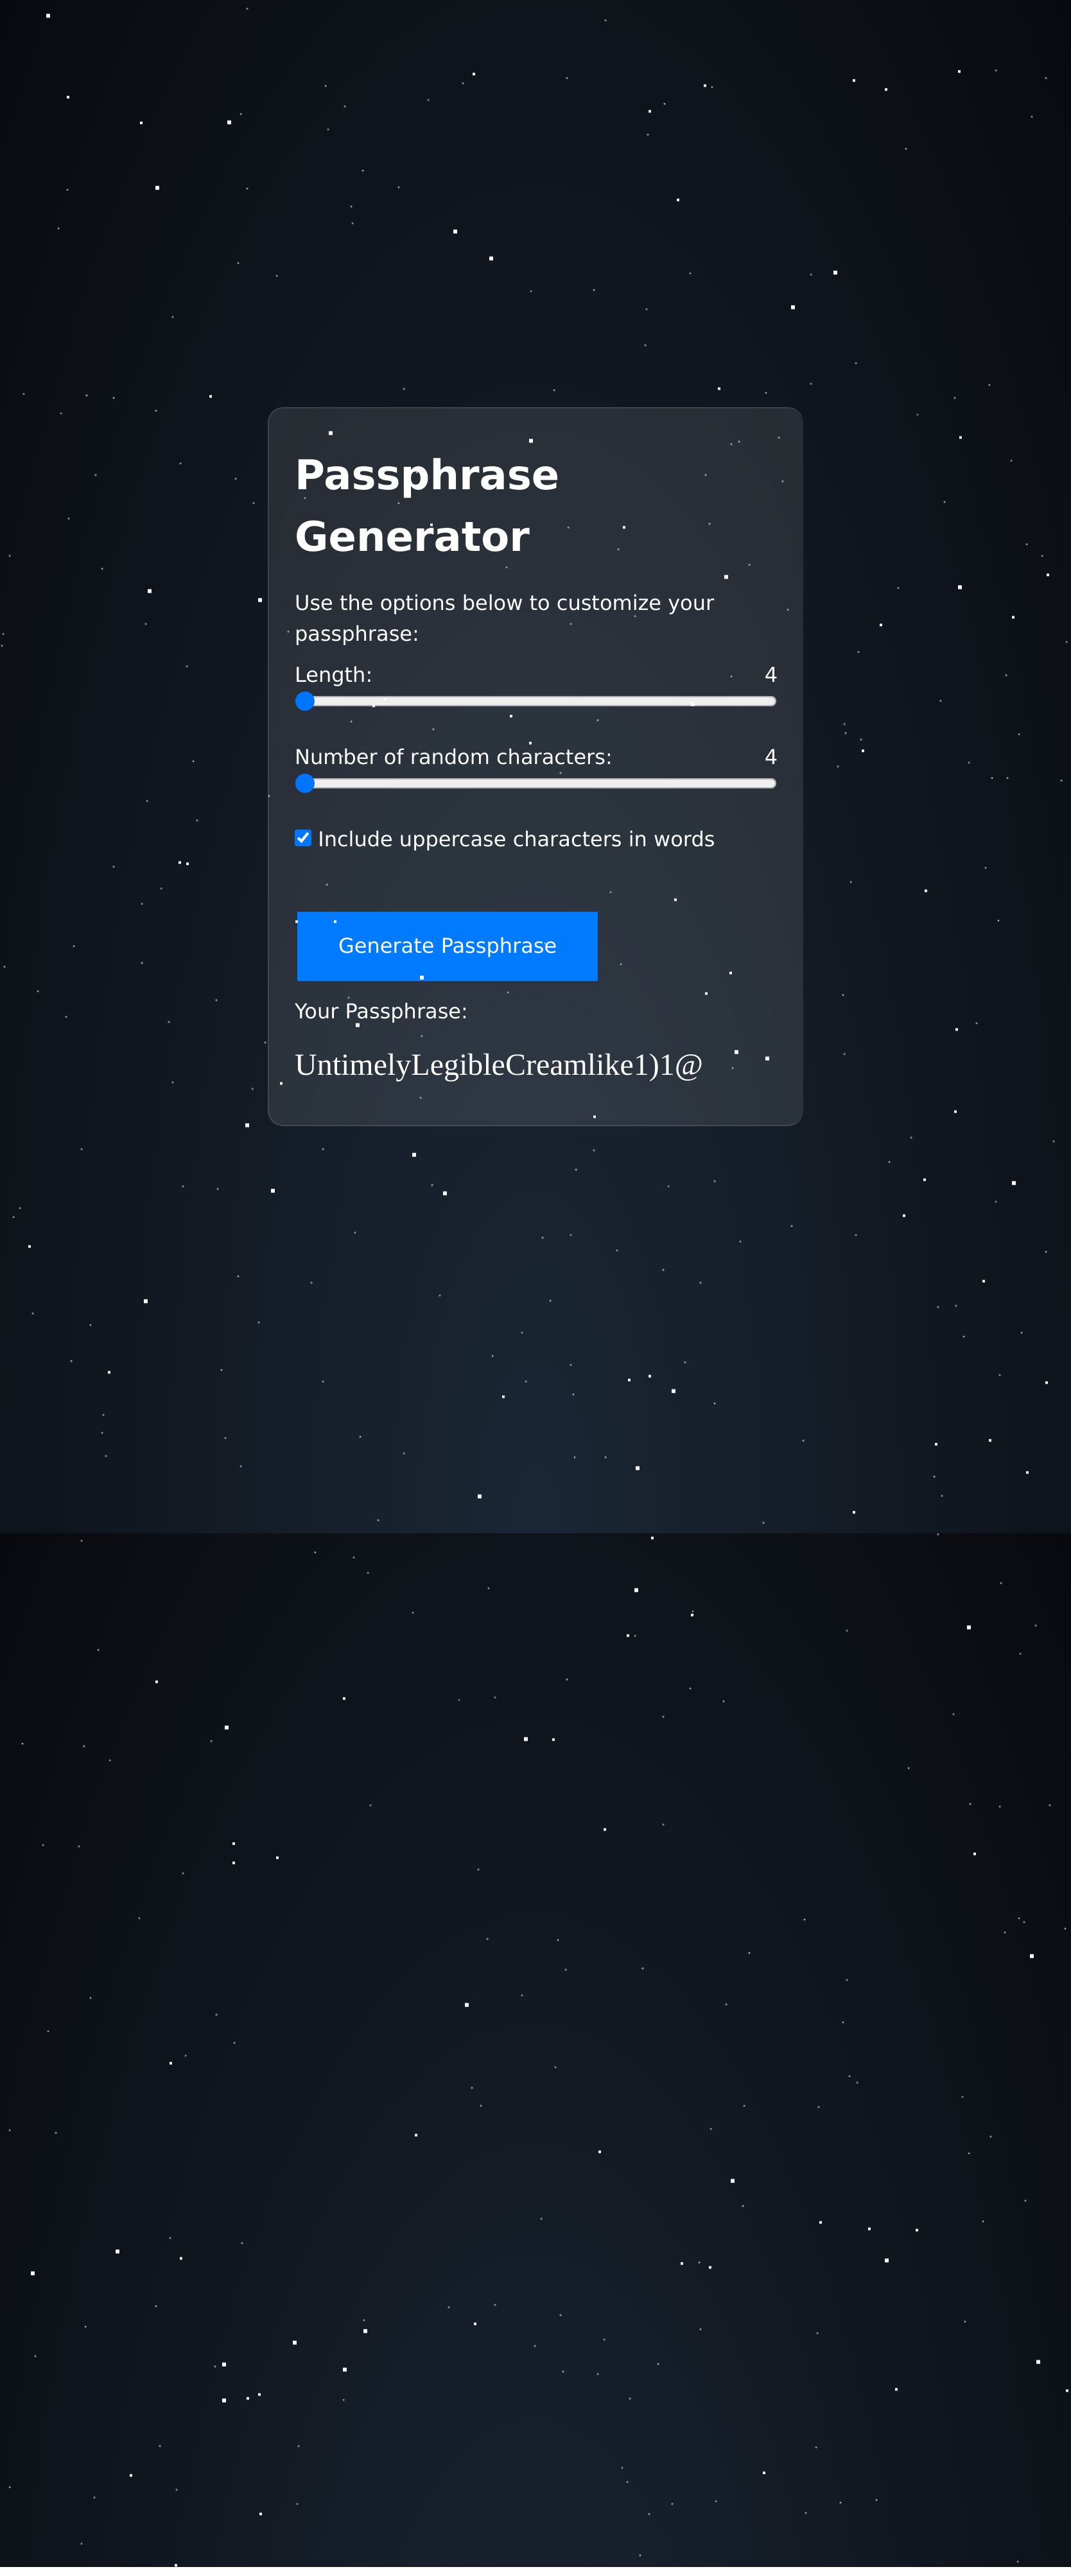 Passphrase
Generator
Use the options below to customize your
passphrase:
Length: 4
Number of random characters: 4
Include uppercase characters in words
Generate Passphrase
Your Passphrase:
UntimelyLegibleCreamlike1)1@